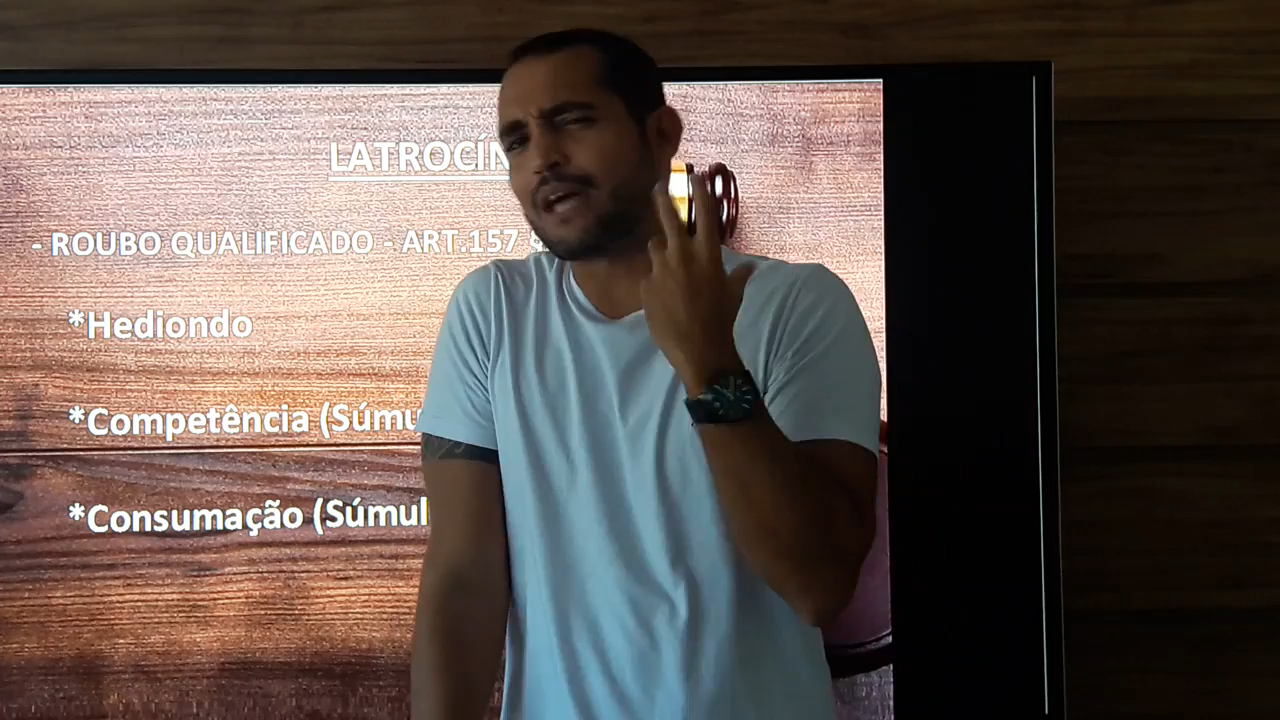 LATROCÍN
- ROUBO QUALIFICADO - ART.157
*Hediondo
*Competência (Súmu
*Consumação (Súmul